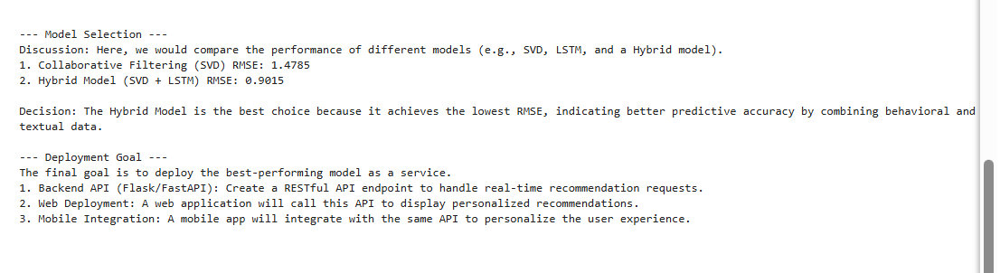 --- Model Selection ---
Discussion: Here, we would compare the performance of different models (e.g., SVD, LSTM, and a Hybrid model).
1. Collaborative Filtering (SVD) RMSE: 1.4785
2. Hybrid Model (SVD + LSTM) RMSE: 0.9015
Decision: The Hybrid Model is the best choice because it achieves the lowest RMSE, indicating better predictive accuracy by combining behavioral and
textual data.
--- Deployment Goal ---
The final goal is to deploy the best-performing model as a service.
1. Backend API (Flask/FastAPI): Create a RESTful API endpoint to handle real-time recommendation requests.
2. Web Deployment: A web application will call this API to display personalized recommendations.
3. Mobile Integration: A mobile app will integrate with the same API to personalize the user experience.